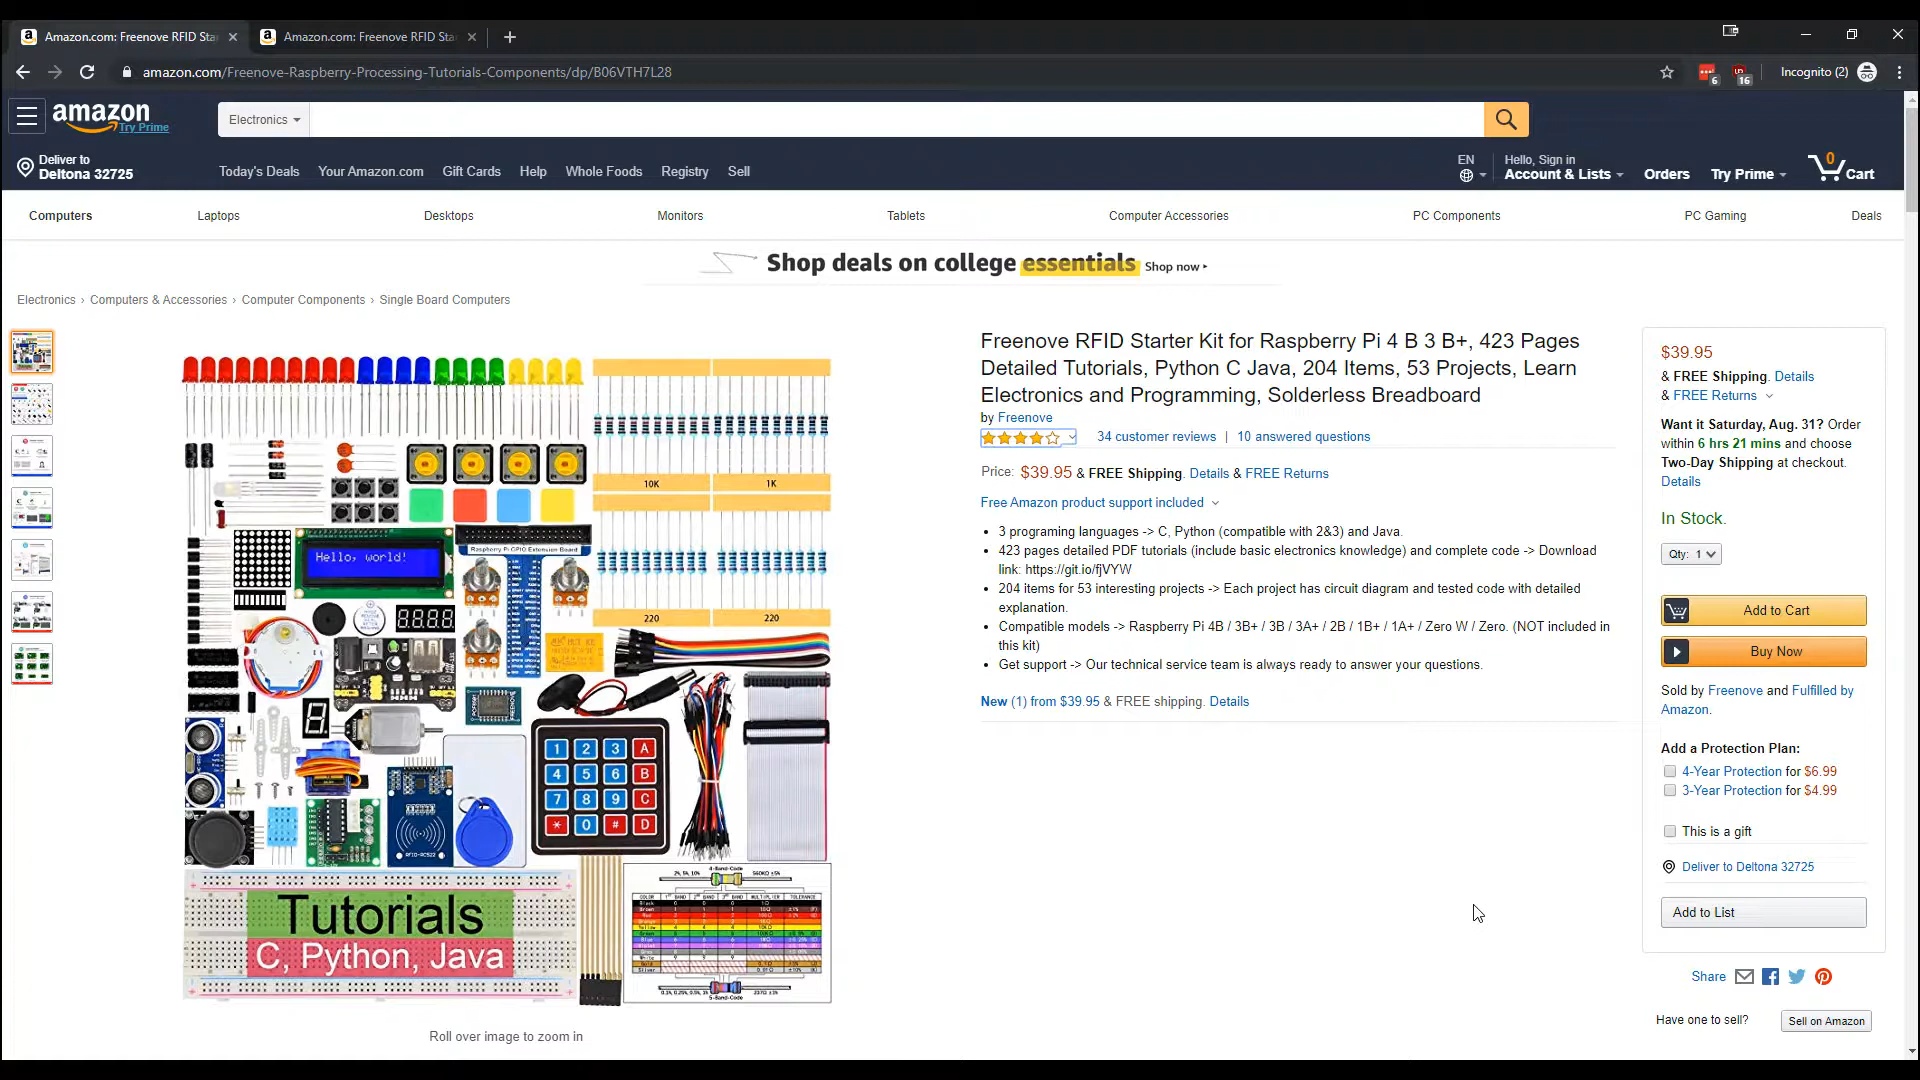 Amazon.com: Freenove RFID Sta
Amazon.com: Freenove RFID Sta
amazon.com/Freenove-Raspberry-Processing-Tutorials-Components/dp/B06VTH7L28
6
16
Incognito (2)
amazon
Try Prime
Electronics
Deliver to
Deltona 32725
Today's Deals
Your Amazon.com
Gift Cards
Help
Whole Foods
Registry
Sell
EN
Hello, Sign in
Account & Lists
Orders
Try Prime
0
Cart
Computers
Laptops
Desktops
Monitors
Tablets
Computer Accessories
PC Components
PC Gaming
Deals
Shop deals on college essentials Shop now ▸
Electronics › Computers & Accessories › Computer Components › Single Board Computers
10K
1K
Hello, world!
Raspberry Pi GPIO Extension Board
220
220
1 2 3 A
4 5 6 B
7 8 9 C
* 0 # D
RFID-RC522
Tutorials
C, Python, Java
4-Band-Code
5-Band-Code
Roll over image to zoom in
Freenove RFID Starter Kit for Raspberry Pi 4 B 3 B+, 423 Pages
Detailed Tutorials, Python C Java, 204 Items, 53 Projects, Learn
Electronics and Programming, Solderless Breadboard
by Freenove
34 customer reviews | 10 answered questions
Price: $39.95 & FREE Shipping. Details & FREE Returns
Free Amazon product support included
• 3 programing languages -> C, Python (compatible with 2&3) and Java.
• 423 pages detailed PDF tutorials (include basic electronics knowledge) and complete code -> Download
link: https://git.io/fjVYW
• 204 items for 53 interesting projects -> Each project has circuit diagram and tested code with detailed
explanation.
• Compatible models -> Raspberry Pi 4B / 3B+ / 3B / 3A+ / 2B / 1B+ / 1A+ / Zero W / Zero. (NOT included in
this kit)
• Get support -> Our technical service team is always ready to answer your questions.
New (1) from $39.95 & FREE shipping. Details
$39.95
& FREE Shipping. Details
& FREE Returns
Want it Saturday, Aug. 31? Order
within 6 hrs 21 mins and choose
Two-Day Shipping at checkout.
Details
In Stock.
Qty: 1
Add to Cart
Buy Now
Sold by Freenove and Fulfilled by
Amazon.
Add a Protection Plan:
4-Year Protection for $6.99
3-Year Protection for $4.99
This is a gift
Deliver to Deltona 32725
Add to List
Share
Have one to sell?
Sell on Amazon